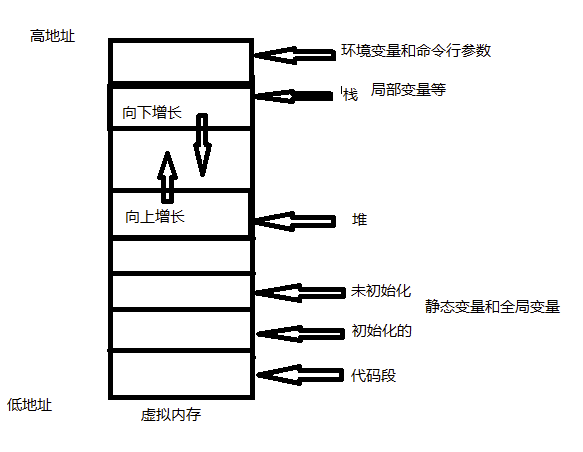 高地址
环境变量和命令行参数
栈 局部变量等
向下增长
向上增长
堆
未初始化
静态变量和全局变量
初始化的
代码段
低地址
虚拟内存